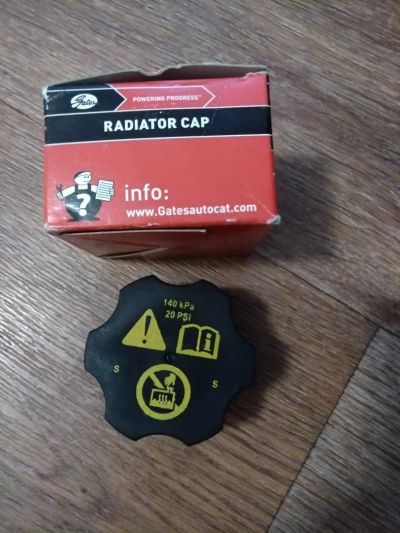 Gates
POWERING PROGRESS™
RADIATOR CAP
?
info:
www.Gatesautocat.com
140 kPa
20 PSI
i
S
S